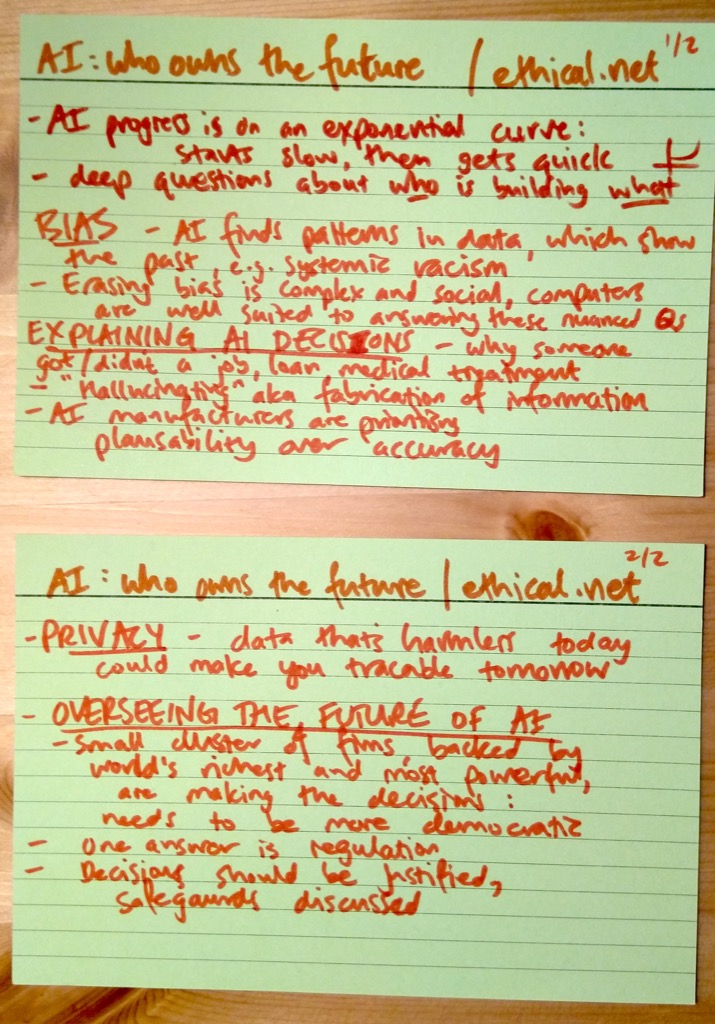 1/2
AI: who owns the future / ethical.net
- AI progress is on an exponential curve:
starts slow, then gets quick
- deep questions about who is building what
BIAS - AI finds patterns in data, which show
the past, e.g. systemic racism
- Erasing bias is complex and social, computers
are well suited to answering these nuanced Qs
EXPLAINING AI DECISIONS - why someone
got/didnt a job, loan, medical treatment
- "Hallucinating" aka fabrication of information
- AI manufacturers are prioritising
plausability over accuracy
2/2
AI: who owns the future / ethical.net
- PRIVACY - data that's harmless today
could make you tracable tomorrow
- OVERSEEING THE FUTURE OF AI
- Small cluster of firms, backed by
world's richest and most powerful,
are making the decisions:
needs to be more democratic
- one answer is regulation
- Decisions should be justified,
safegaurds discussed